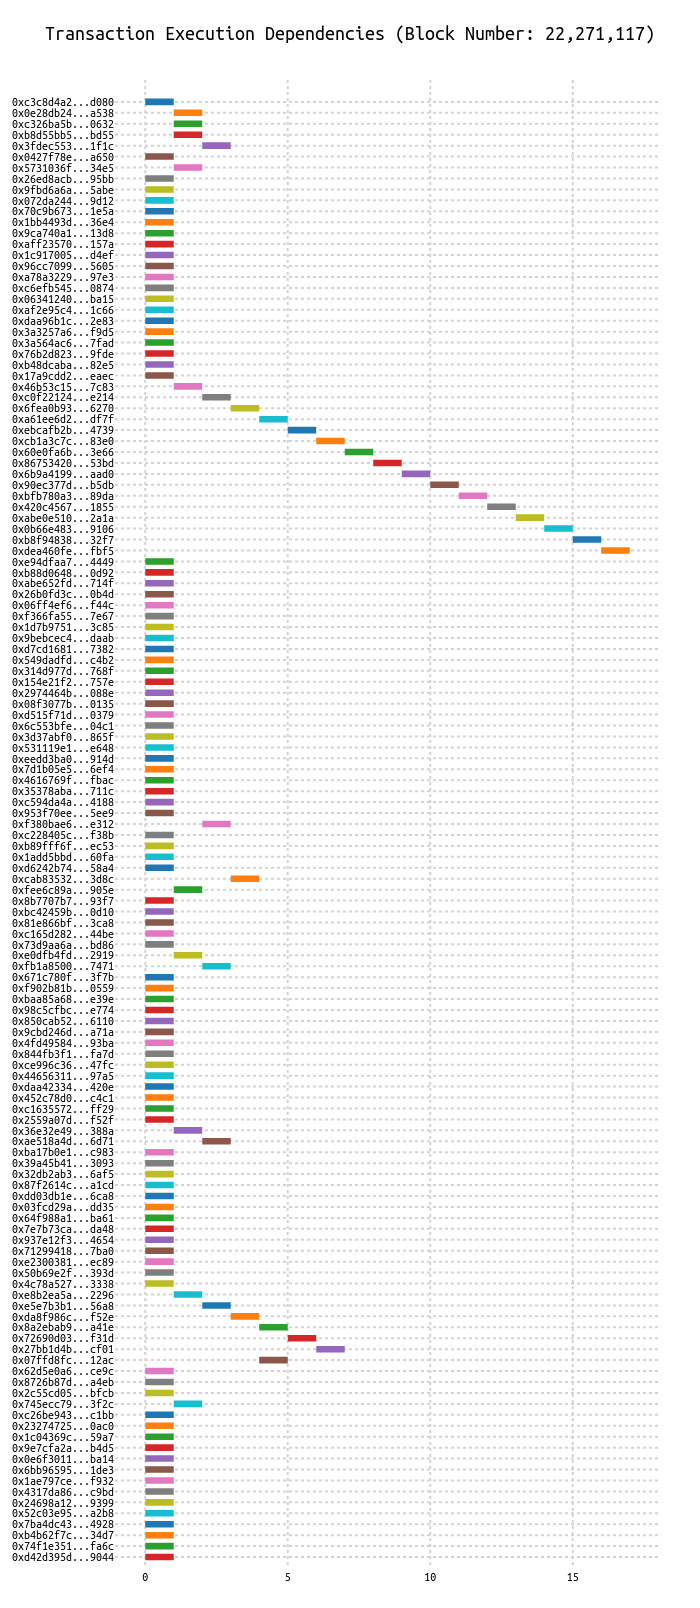 Transaction Execution Dependencies (Block Number: 22,271,117)
0xc3c8d4a2...d080
0x0e28db24...a538
0xc326ba5b...0632
0xb8d55bb5...bd55
0x3fdec553...1f1c
0x0427f78e...a650
0x5731036f...34e5
0x26ed8acb...95bb
0x9fbd6a6a...5abe
0x072da244...9d12
0x70c9b673...1e5a
0x1bb4493d...36e4
0x9ca740a1...13d8
0xaff23570...157a
0x1c917005...d4ef
0x96cc7099...5605
0xa78a3229...97e3
0xc6efb545...0874
0x06341240...ba15
0xaf2e95c4...1c66
0xdaa96b1c...2e83
0x3a3257a6...f9d5
0x3a564ac6...7fad
0x76b2d823...9fde
0xb48dcaba...82e5
0x17a9cdd2...eaec
0x46b53c15...7c83
0xc0f22124...e214
0x6fea0b93...6270
0xa61ee6d2...df7f
0xebcafb2b...4739
0xcb1a3c7c...83e0
0x60e0fa6b...3e66
0x86753420...53bd
0x6b9a4199...aad0
0x90ec377d...b5db
0xbfb780a3...89da
0x420c4567...1855
0xabe0e510...2a1a
0x0b66e483...9106
0xb8f94838...32f7
0xdea460fe...fbf5
0xe94dfaa7...4449
0xb88d0648...0d92
0xabe652fd...714f
0x26b0fd3c...0b4d
0x06ff4ef6...f44c
0xf366fa55...7e67
0x1d7b9751...3c85
0x9bebcec4...daab
0xd7cd1681...7382
0x549dadfd...c4b2
0x314d977d...768f
0x154e21f2...757e
0x2974464b...088e
0x08f3077b...0135
0xd515f71d...0379
0x6c553bfe...04c1
0x3d37abf0...865f
0x531119e1...e648
0xeedd3ba0...914d
0x7d1b05e5...6ef4
0x4616769f...fbac
0x35378aba...711c
0xc594da4a...4188
0x953f70ee...5ee9
0xf380bae6...e312
0xc228405c...f38b
0xb89fff6f...ec53
0x1add5bbd...60fa
0xd6242b74...58a4
0xcab83532...3d8c
0xfee6c89a...905e
0x8b7707b7...93f7
0xbc42459b...0d10
0x81e866bf...3ca8
0xc165d282...44be
0x73d9aa6a...bd86
0xe0dfb4fd...2919
0xfb1a8500...7471
0x671c780f...3f7b
0xf902b81b...0559
0xbaa85a68...e39e
0x98c5cfbc...e774
0x850cab52...6110
0x9cbd246d...a71a
0x4fd49584...93ba
0x844fb3f1...fa7d
0xce996c36...47fc
0x44656311...97a5
0xdaa42334...420e
0x452c78d0...c4c1
0xc1635572...ff29
0x2559a07d...f52f
0x36e32e49...388a
0xae518a4d...6d71
0xba17b0e1...c983
0x39a45b41...3093
0x32db2ab3...6af5
0x87f2614c...a1cd
0xdd03db1e...6ca8
0x03fcd29a...dd35
0x64f988a1...ba61
0x7e7b73ca...da48
0x937e12f3...4654
0x71299418...7ba0
0xe2300381...ec89
0x50b69e2f...393d
0x4c78a527...3338
0xe8b2ea5a...2296
0xe5e7b3b1...56a8
0xda8f986c...f52e
0x8a2ebab9...a41e
0x72690d03...f31d
0x27bb1d4b...cf01
0x07ffd8fc...12ac
0x62d5e0a6...ce9c
0x8726b87d...a4eb
0x2c55cd05...bfcb
0x745ecc79...3f2c
0xc26be943...c1bb
0x23274725...0ac0
0x1c04369c...59a7
0x9e7cfa2a...b4d5
0x0e6f3011...ba14
0x6bb96595...1de3
0x1ae797ce...f932
0x4317da86...c9bd
0x24698a12...9399
0x52c03e95...a2b8
0x7ba4dc43...4928
0xb4b62f7c...34d7
0x74f1e351...fa6c
0xd42d395d...9044
0 5 10 15